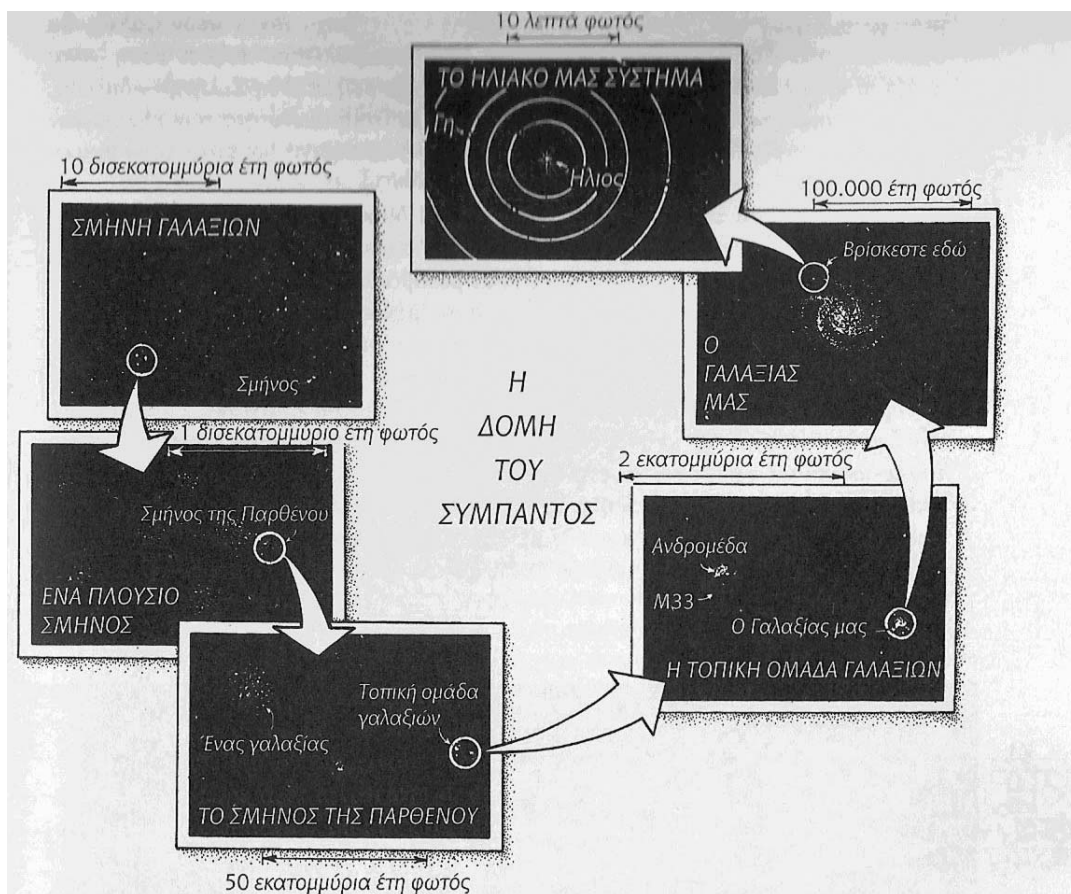 10 λεπτά φωτός
ΤΟ ΗΛΙΑΚΟ ΜΑΣ ΣΥΣΤΗΜΑ
Γη
Ήλιος
10 δισεκατομμύρια έτη φωτός
ΣΜΗΝΗ ΓΑΛΑΞΙΩΝ
Σμήνος
100.000 έτη φωτός
Βρίσκεστε εδώ
Ο
ΓΑΛΑΞΙΑΣ
ΜΑΣ
Η
ΔΟΜΗ
ΤΟΥ
ΣΥΜΠΑΝΤΟΣ
1 δισεκατομμύριο έτη φωτός
Σμήνος της Παρθένου
ΕΝΑ ΠΛΟΥΣΙΟ
ΣΜΗΝΟΣ
2 εκατομμύρια έτη φωτός
Ανδρομέδα
M33
Ο Γαλαξίας μας
Η ΤΟΠΙΚΗ ΟΜΑΔΑ ΓΑΛΑΞΙΩΝ
Τοπική ομάδα
γαλαξιών
Ένας γαλαξίας
ΤΟ ΣΜΗΝΟΣ ΤΗΣ ΠΑΡΘΕΝΟΥ
50 εκατομμύρια έτη φωτός